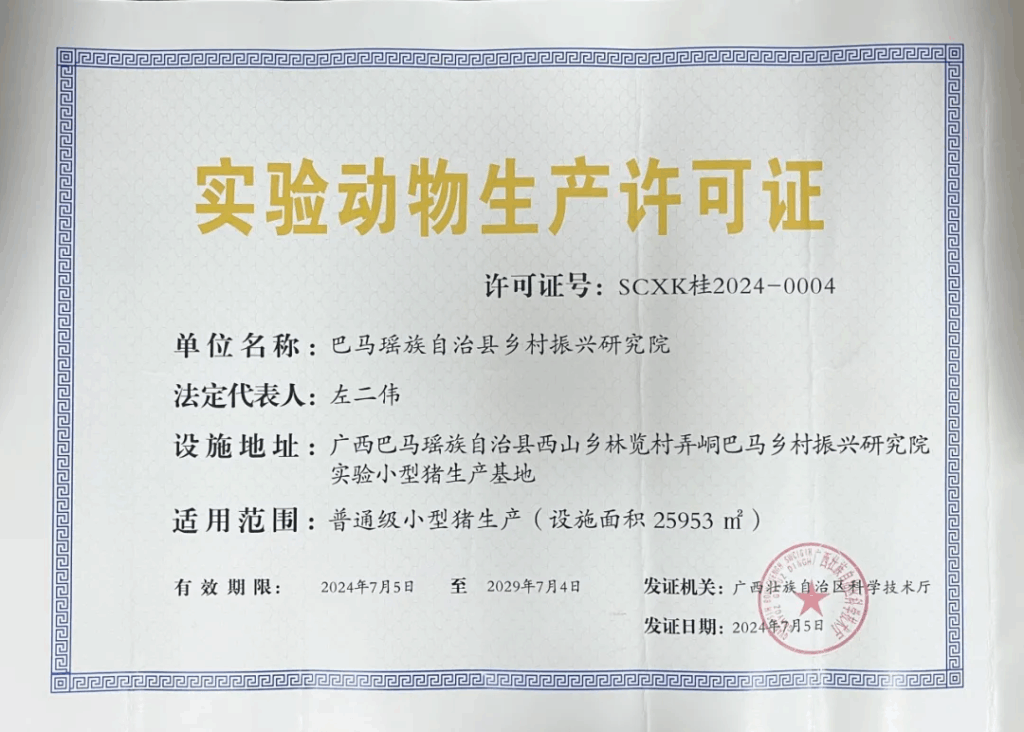 实验动物生产许可证
许可证号：SCXK桂2024-0004
单位名称：巴马瑶族自治县乡村振兴研究院
法定代表人：左二伟
设施地址：广西巴马瑶族自治县西山乡林览村弄峒巴马乡村振兴研究院
实验小型猪生产基地
适用范围：普通级小型猪生产（设施面积 25953 ㎡）
有效期限： 2024年7月5日 至 2029年7月4日
发证机关：广西壮族自治区科学技术厅
发证日期：2024年7月5日